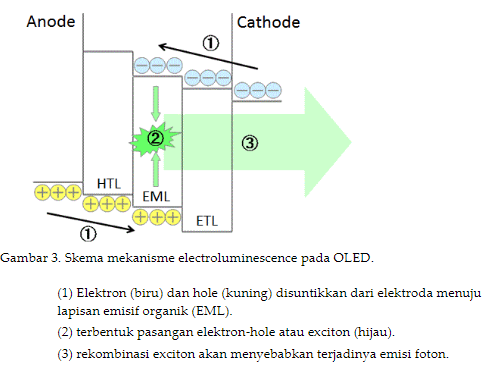 Anode
Cathode
①
②
③
HTL
EML
ETL
①
Gambar 3. Skema mekanisme electroluminescence pada OLED.
(1) Elektron (biru) dan hole (kuning) disuntikkan dari elektroda menuju
lapisan emisif organik (EML).
(2) terbentuk pasangan elektron-hole atau exciton (hijau).
(3) rekombinasi exciton akan menyebabkan terjadinya emisi foton.